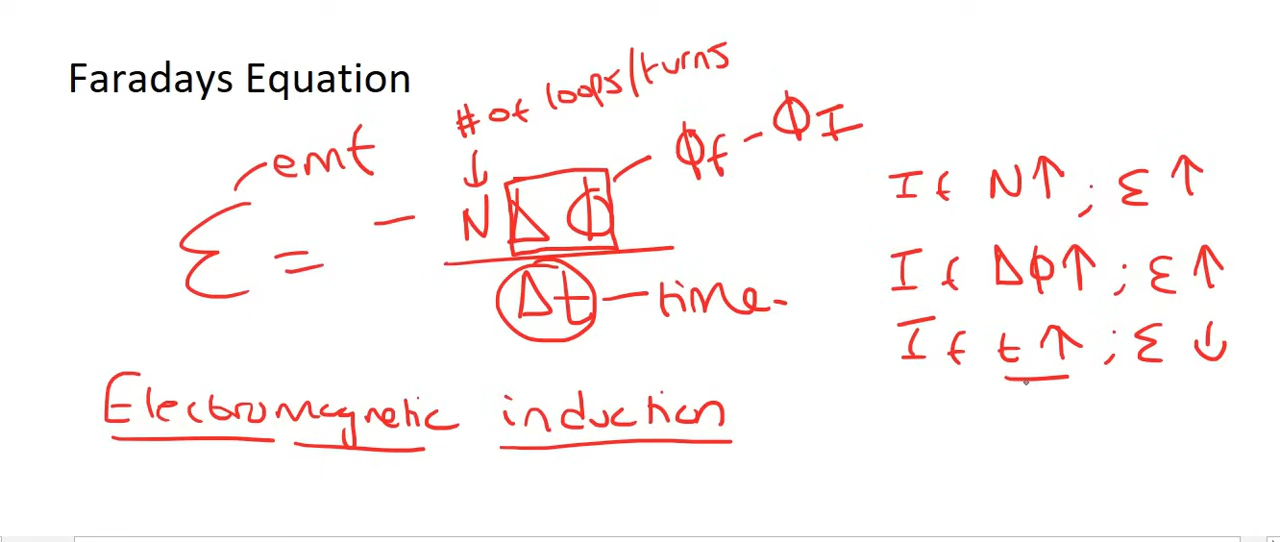 Faradays Equation
# of loops/turns
emf
Φf - ΦI
ℰ = - NΔΦ
Δt
time
If N↑; ℰ↑
If Δϕ↑; ℰ↑
If t↑; ℰ↓
Electromagnetic induction